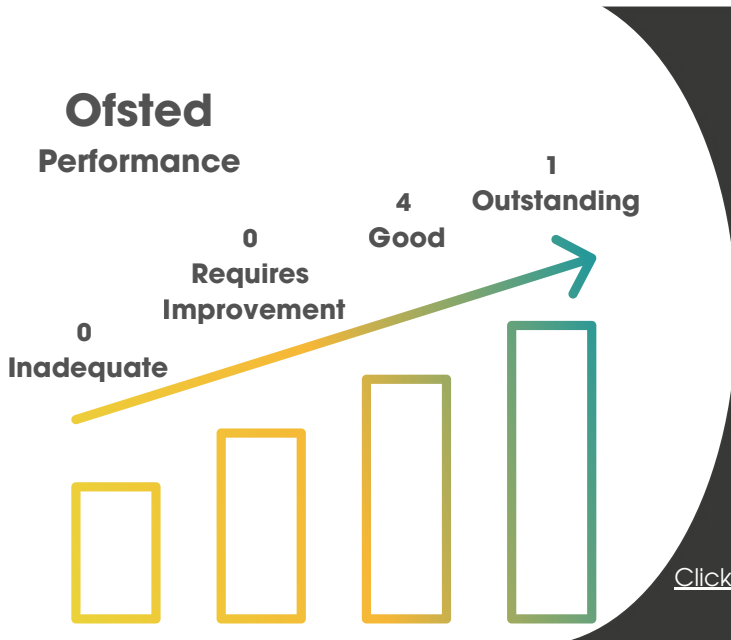 Ofsted
Performance
1
Outstanding
4
Good
0
Requires
Improvement
0
Inadequate
Click